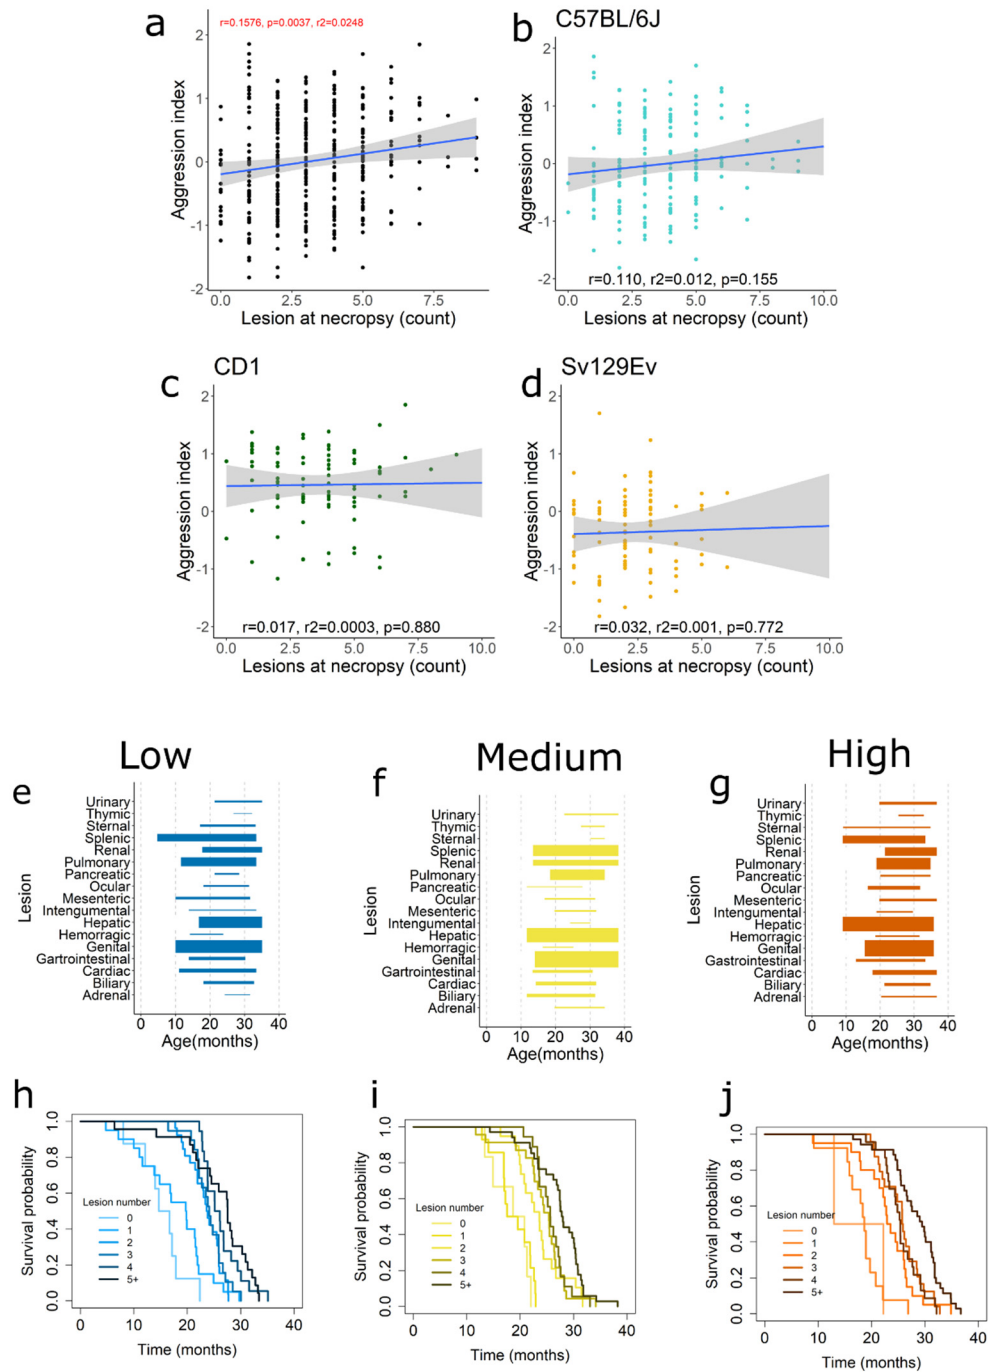 a
r=0.1576, p=0.0037, r2=0.0248
Aggression index
2
1
0
-1
-2
0.0 2.5 5.0 7.5
Lesion at necropsy (count)
b
C57BL/6J
Aggression index
2
1
0
-1
-2
r=0.110, r2=0.012, p=0.155
0.0 2.5 5.0 7.5 10.0
Lesions at necropsy (count)
c
CD1
Aggression index
2
1
0
-1
-2
r=0.017, r2=0.0003, p=0.880
0.0 2.5 5.0 7.5 10.0
Lesions at necropsy (count)
d
Sv129Ev
Aggression index
2
1
0
-1
-2
r=0.032, r2=0.001, p=0.772
0.0 2.5 5.0 7.5 10.0
Lesions at necropsy (count)
Low
e
Lesion
Urinary
Thymic
Sternal
Splenic
Renal
Pulmonary
Pancreatic
Ocular
Mesenteric
Intengumental
Hepatic
Hemorragic
Genital
Gartrointestinal
Cardiac
Biliary
Adrenal
0 10 20 30 40
Age(months)
Medium
f
Lesion
Urinary
Thymic
Sternal
Splenic
Renal
Pulmonary
Pancreatic
Ocular
Mesenteric
Intengumental
Hepatic
Hemorragic
Genital
Gartrointestinal
Cardiac
Biliary
Adrenal
0 10 20 30 40
Age(months)
High
g
Lesion
Urinary
Thymic
Sternal
Splenic
Renal
Pulmonary
Pancreatic
Ocular
Mesenteric
Intengumental
Hepatic
Hemorragic
Genital
Gastrointestinal
Cardiac
Biliary
Adrenal
0 10 20 30 40
Age(months)
h
Survival probability
1.0
0.8
0.6
0.4
0.2
0.0
Lesion number
0
1
2
3
4
5+
0 10 20 30 40
Time (months)
i
Survival probability
1.0
0.8
0.6
0.4
0.2
0.0
Lesion number
0
1
2
3
4
5+
0 10 20 30 40
Time (months)
j
Survival probability
1.0
0.8
0.6
0.4
0.2
0.0
Lesion number
0
1
2
3
4
5+
0 10 20 30 40
Time (months)